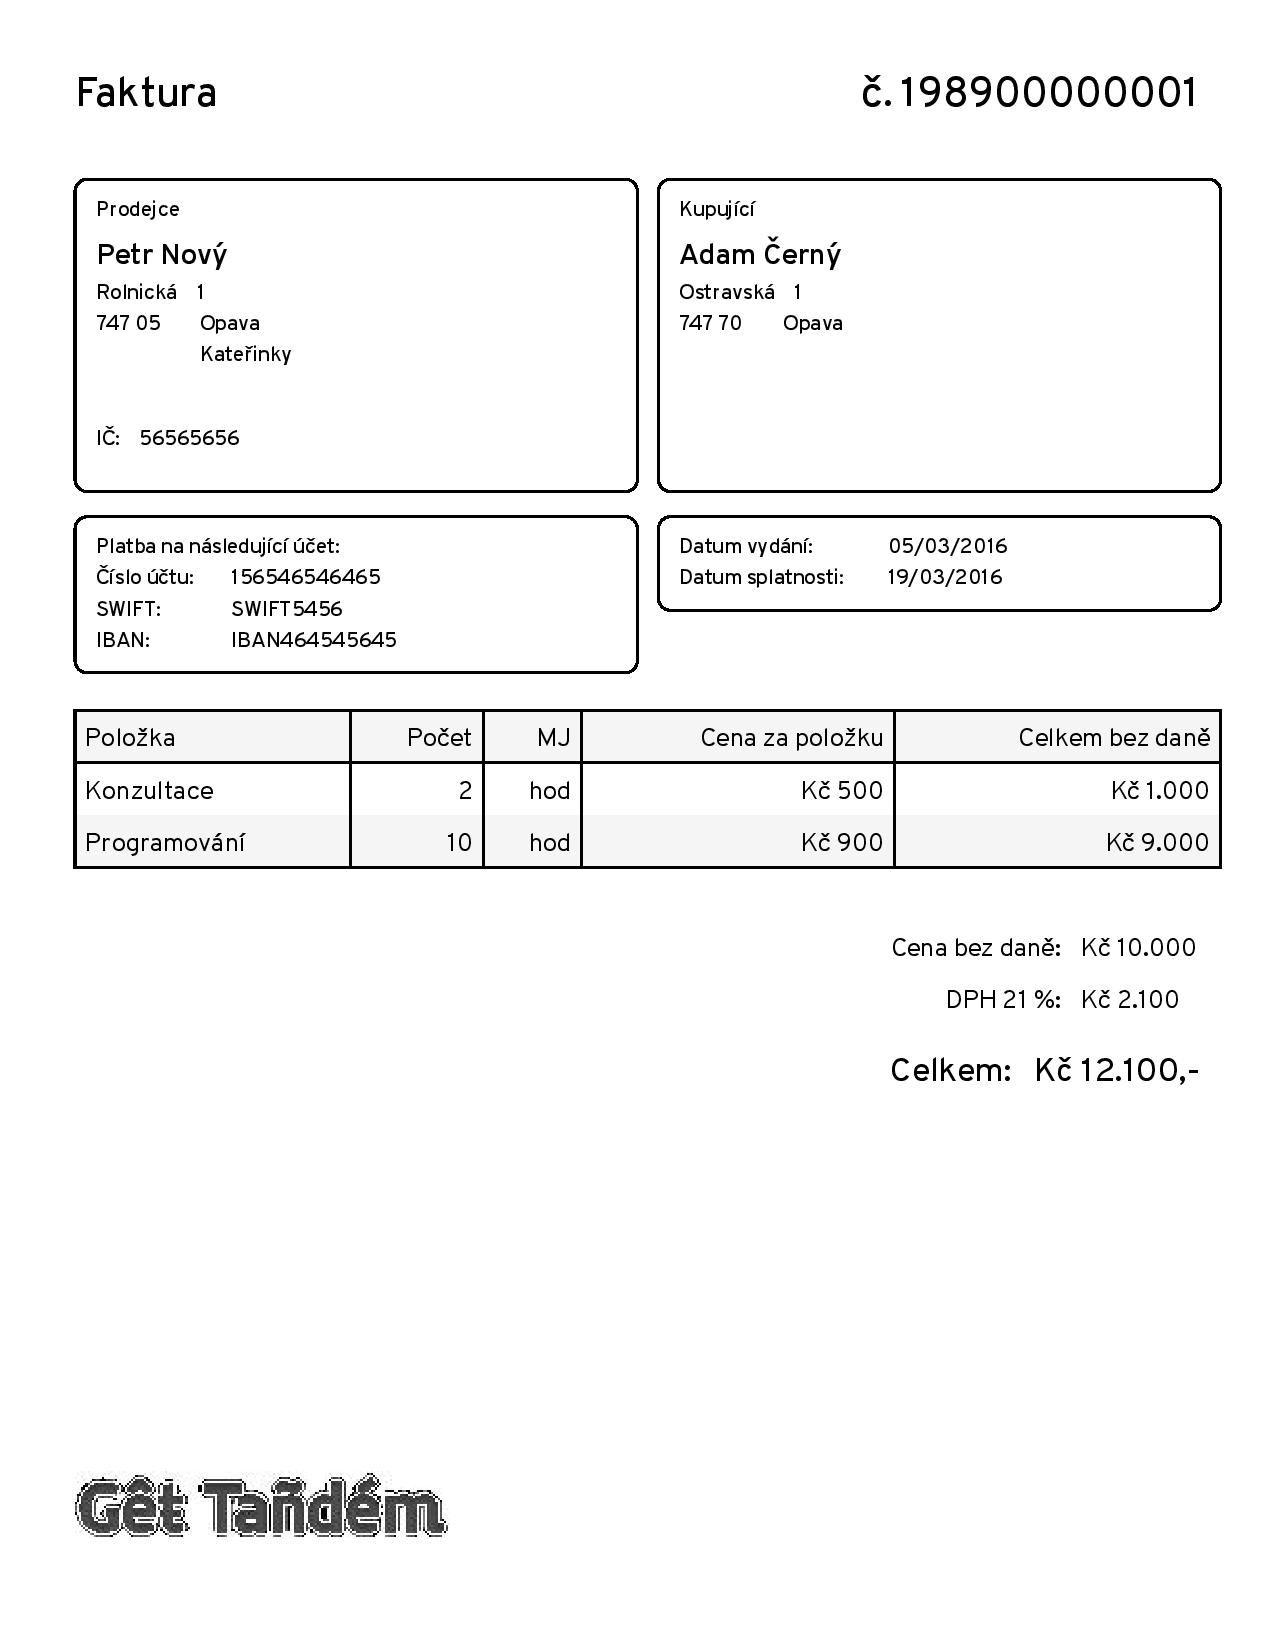 Faktura č. 198900000001
Prodejce
Petr Nový
Rolnická 1
747 05 Opava
Kateřinky
IČ: 56565656
Kupující
Adam Černý
Ostravská 1
747 70 Opava
Platba na následující účet:
Číslo účtu: 156546546465
SWIFT: SWIFT5456
IBAN: IBAN464545645
Datum vydání: 05/03/2016
Datum splatnosti: 19/03/2016
Položka Počet MJ Cena za položku Celkem bez daně
Konzultace 2 hod Kč 500 Kč 1.000
Programování 10 hod Kč 900 Kč 9.000
Cena bez daně: Kč 10.000
DPH 21 %: Kč 2.100
Celkem: Kč 12.100,-
Gêt Tañdém